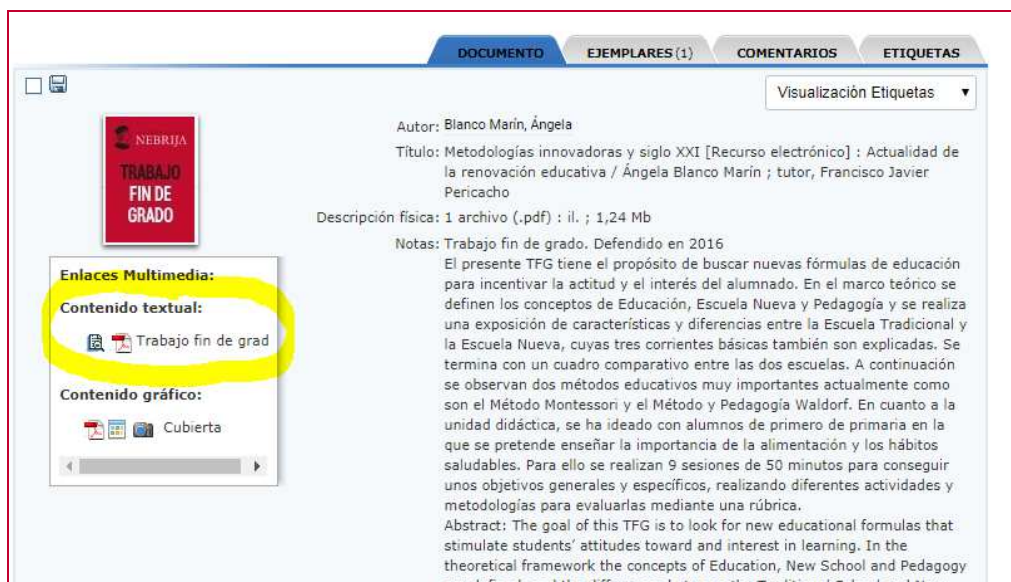 DOCUMENTO EJEMPLARES (1) COMENTARIOS ETIQUETAS
Visualización Etiquetas
NEBRIJA
TRABAJO
FIN DE
GRADO
Enlaces Multimedia:
Contenido textual:
Trabajo fin de grad
Contenido gráfico:
Cubierta
Autor: Blanco Marín, Ángela
Título: Metodologías innovadoras y siglo XXI [Recurso electrónico] : Actualidad de
la renovación educativa / Ángela Blanco Marín ; tutor, Francisco Javier
Pericacho
Descripción física: 1 archivo (.pdf) : il. ; 1,24 Mb
Notas: Trabajo fin de grado. Defendido en 2016
El presente TFG tiene el propósito de buscar nuevas fórmulas de educación
para incentivar la actitud y el interés del alumnado. En el marco teórico se
definen los conceptos de Educación, Escuela Nueva y Pedagogía y se realiza
una exposición de características y diferencias entre la Escuela Tradicional y
la Escuela Nueva, cuyas tres corrientes básicas también son explicadas. Se
termina con un cuadro comparativo entre las dos escuelas. A continuación
se observan dos métodos educativos muy importantes actualmente como
son el Método Montessori y el Método y Pedagogía Waldorf. En cuanto a la
unidad didáctica, se ha ideado con alumnos de primero de primaria en la
que se pretende enseñar la importancia de la alimentación y los hábitos
saludables. Para ello se realizan 9 sesiones de 50 minutos para conseguir
unos objetivos generales y específicos, realizando diferentes actividades y
metodologías para evaluarlas mediante una rúbrica.
Abstract: The goal of this TFG is to look for new educational formulas that
stimulate students' attitudes toward and interest in learning. In the
theoretical framework the concepts of Education, New School and Pedagogy